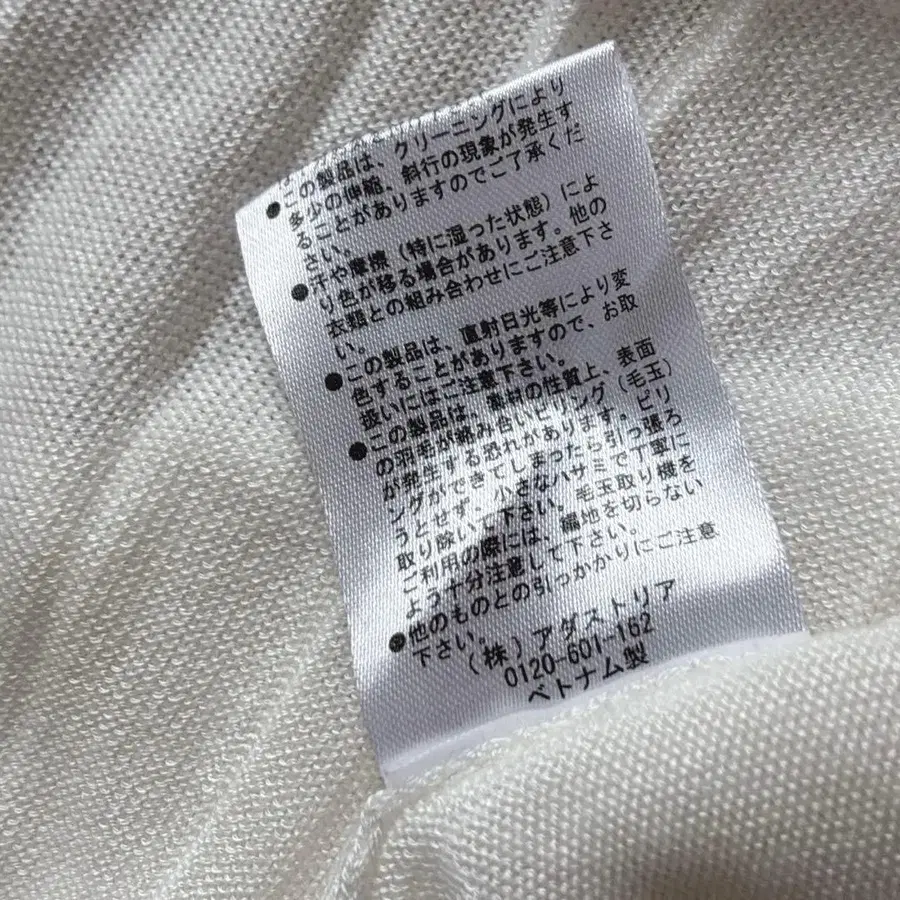 ●この製品は、クリーニングにより
多少の伸縮、斜行の現象が発生す
ることがありますのでご了承くだ
さい。
●汗や摩擦（特に湿った状態）によ
り色が移る場合があります。他の
衣類との組み合わせにご注意下さ
い。
●この製品は、直射日光等により変
色することがありますので、お取
扱いにはご注意下さい。
●この製品は、素材の性質上、表面
の羽毛が絡み合いピリング（毛玉）
が発生する恐れがあります。ピリ
ングができてしまったら引っ張ろ
うとせず、小さなハサミで丁寧に
取り除いて下さい。毛玉取り機を
ご利用の際には、編地を切らない
よう十分注意して下さい。
●他のものとの引っかかりにご注意
下さい。
（株）アダストリア
0120-601-162
ベトナム製